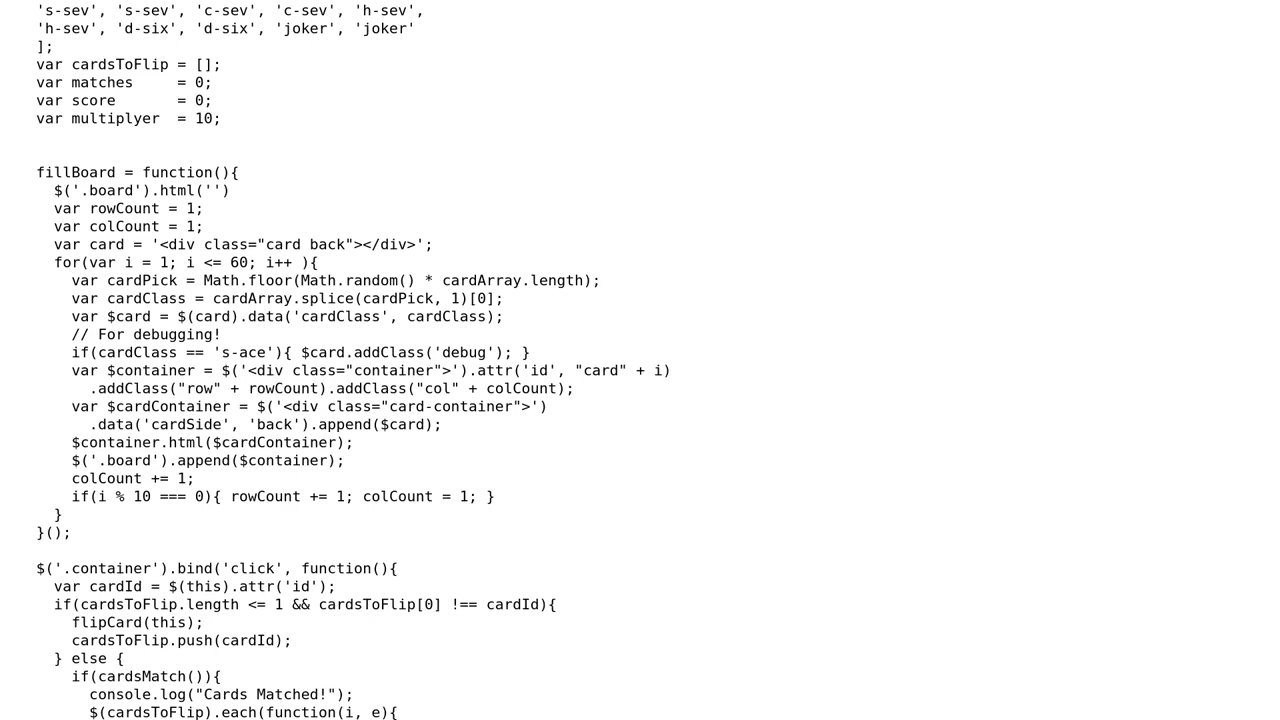 's-sev', 's-sev', 'c-sev', 'c-sev', 'h-sev',
'h-sev', 'd-six', 'd-six', 'joker', 'joker'
];
var cardsToFlip = [];
var matches     = 0;
var score       = 0;
var multiplyer  = 10;


fillBoard = function(){
  $('.board').html('')
  var rowCount = 1;
  var colCount = 1;
  var card = '<div class="card back"></div>';
  for(var i = 1; i <= 60; i++ ){
    var cardPick = Math.floor(Math.random() * cardArray.length);
    var cardClass = cardArray.splice(cardPick, 1)[0];
    var $card = $(card).data('cardClass', cardClass);
    // For debugging!
    if(cardClass == 's-ace'){ $card.addClass('debug'); }
    var $container = $('<div class="container">').attr('id', "card" + i)
      .addClass("row" + rowCount).addClass("col" + colCount);
    var $cardContainer = $('<div class="card-container">')
      .data('cardSide', 'back').append($card);
    $container.html($cardContainer);
    $('.board').append($container);
    colCount += 1;
    if(i % 10 === 0){ rowCount += 1; colCount = 1; }
  }
}();

$('.container').bind('click', function(){
  var cardId = $(this).attr('id');
  if(cardsToFlip.length <= 1 && cardsToFlip[0] !== cardId){
    flipCard(this);
    cardsToFlip.push(cardId);
  } else {
    if(cardsMatch()){
      console.log("Cards Matched!");
      $(cardsToFlip).each(function(i, e){